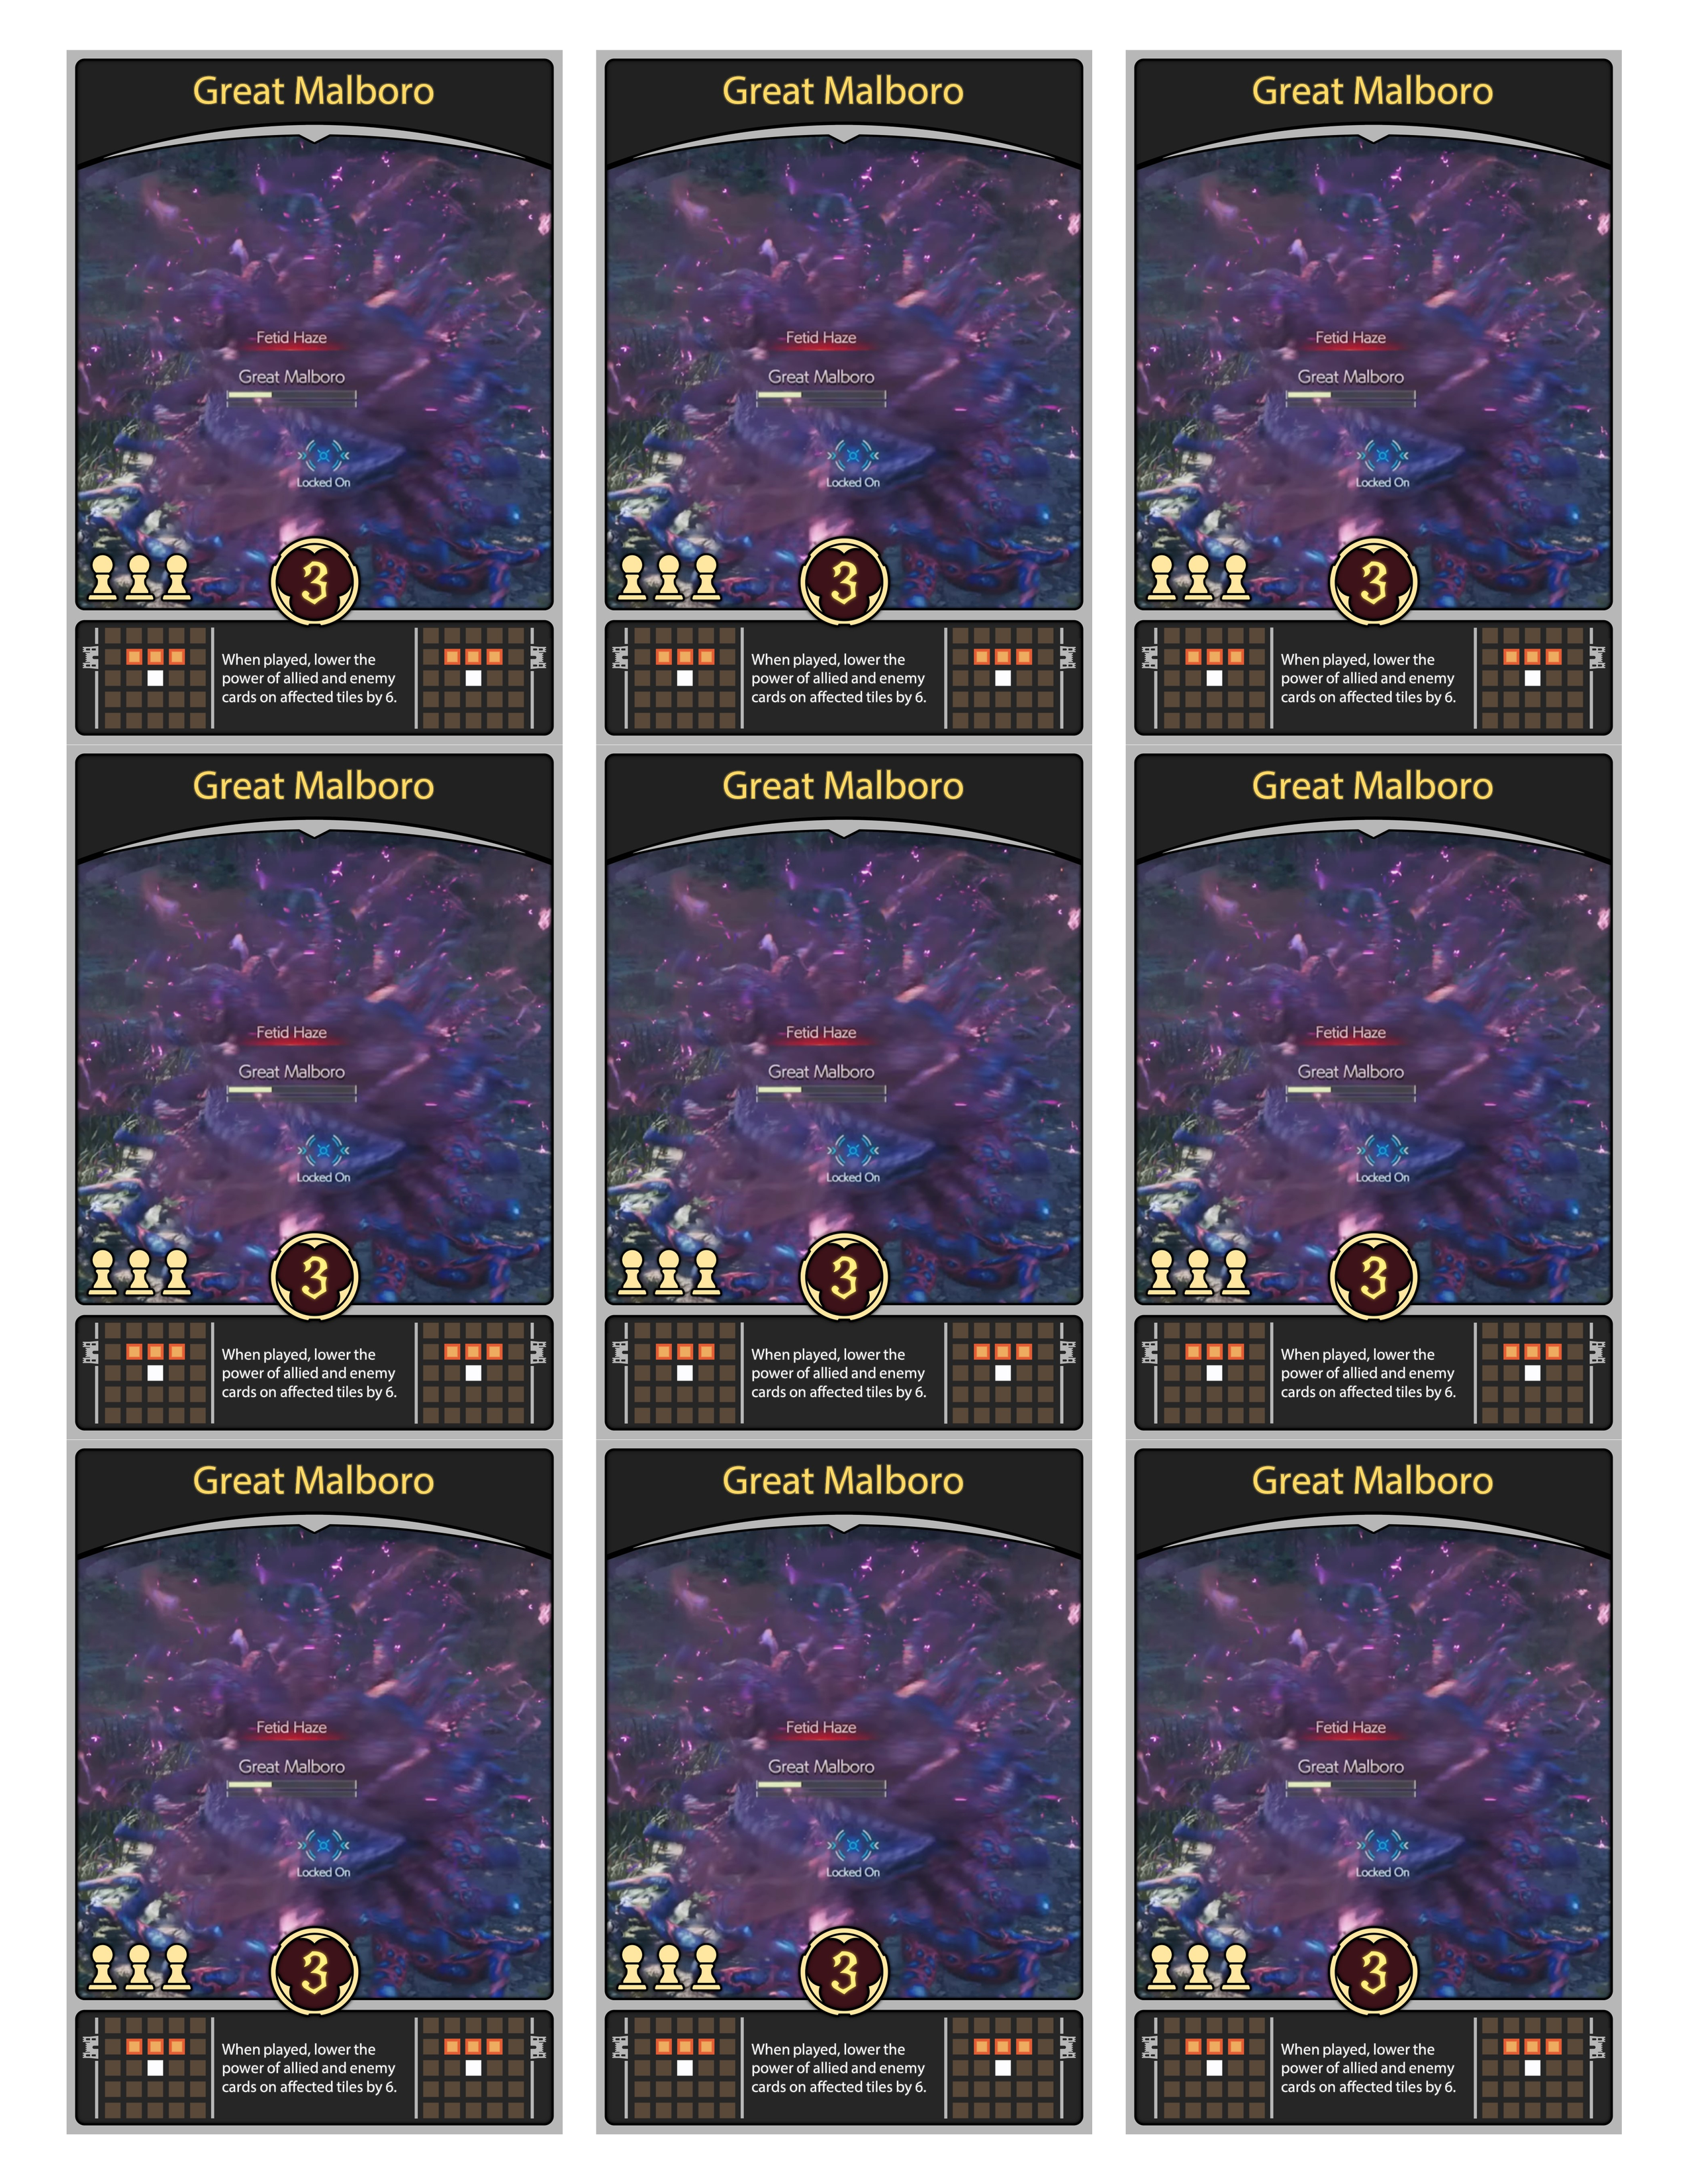 Great Malboro
Great Malboro
Great Malboro
Fetid Haze
Great Malboro
Locked On
Fetid Haze
Great Malboro
Locked On
Fetid Haze
Great Malboro
Locked On
3
3
3
When played, lower the
power of allied and enemy
cards on affected tiles by 6.
When played, lower the
power of allied and enemy
cards on affected tiles by 6.
When played, lower the
power of allied and enemy
cards on affected tiles by 6.
Great Malboro
Great Malboro
Great Malboro
Fetid Haze
Great Malboro
Locked On
Fetid Haze
Great Malboro
Locked On
Fetid Haze
Great Malboro
Locked On
3
3
3
When played, lower the
power of allied and enemy
cards on affected tiles by 6.
When played, lower the
power of allied and enemy
cards on affected tiles by 6.
When played, lower the
power of allied and enemy
cards on affected tiles by 6.
Great Malboro
Great Malboro
Great Malboro
Fetid Haze
Great Malboro
Locked On
Fetid Haze
Great Malboro
Locked On
Fetid Haze
Great Malboro
Locked On
3
3
3
When played, lower the
power of allied and enemy
cards on affected tiles by 6.
When played, lower the
power of allied and enemy
cards on affected tiles by 6.
When played, lower the
power of allied and enemy
cards on affected tiles by 6.